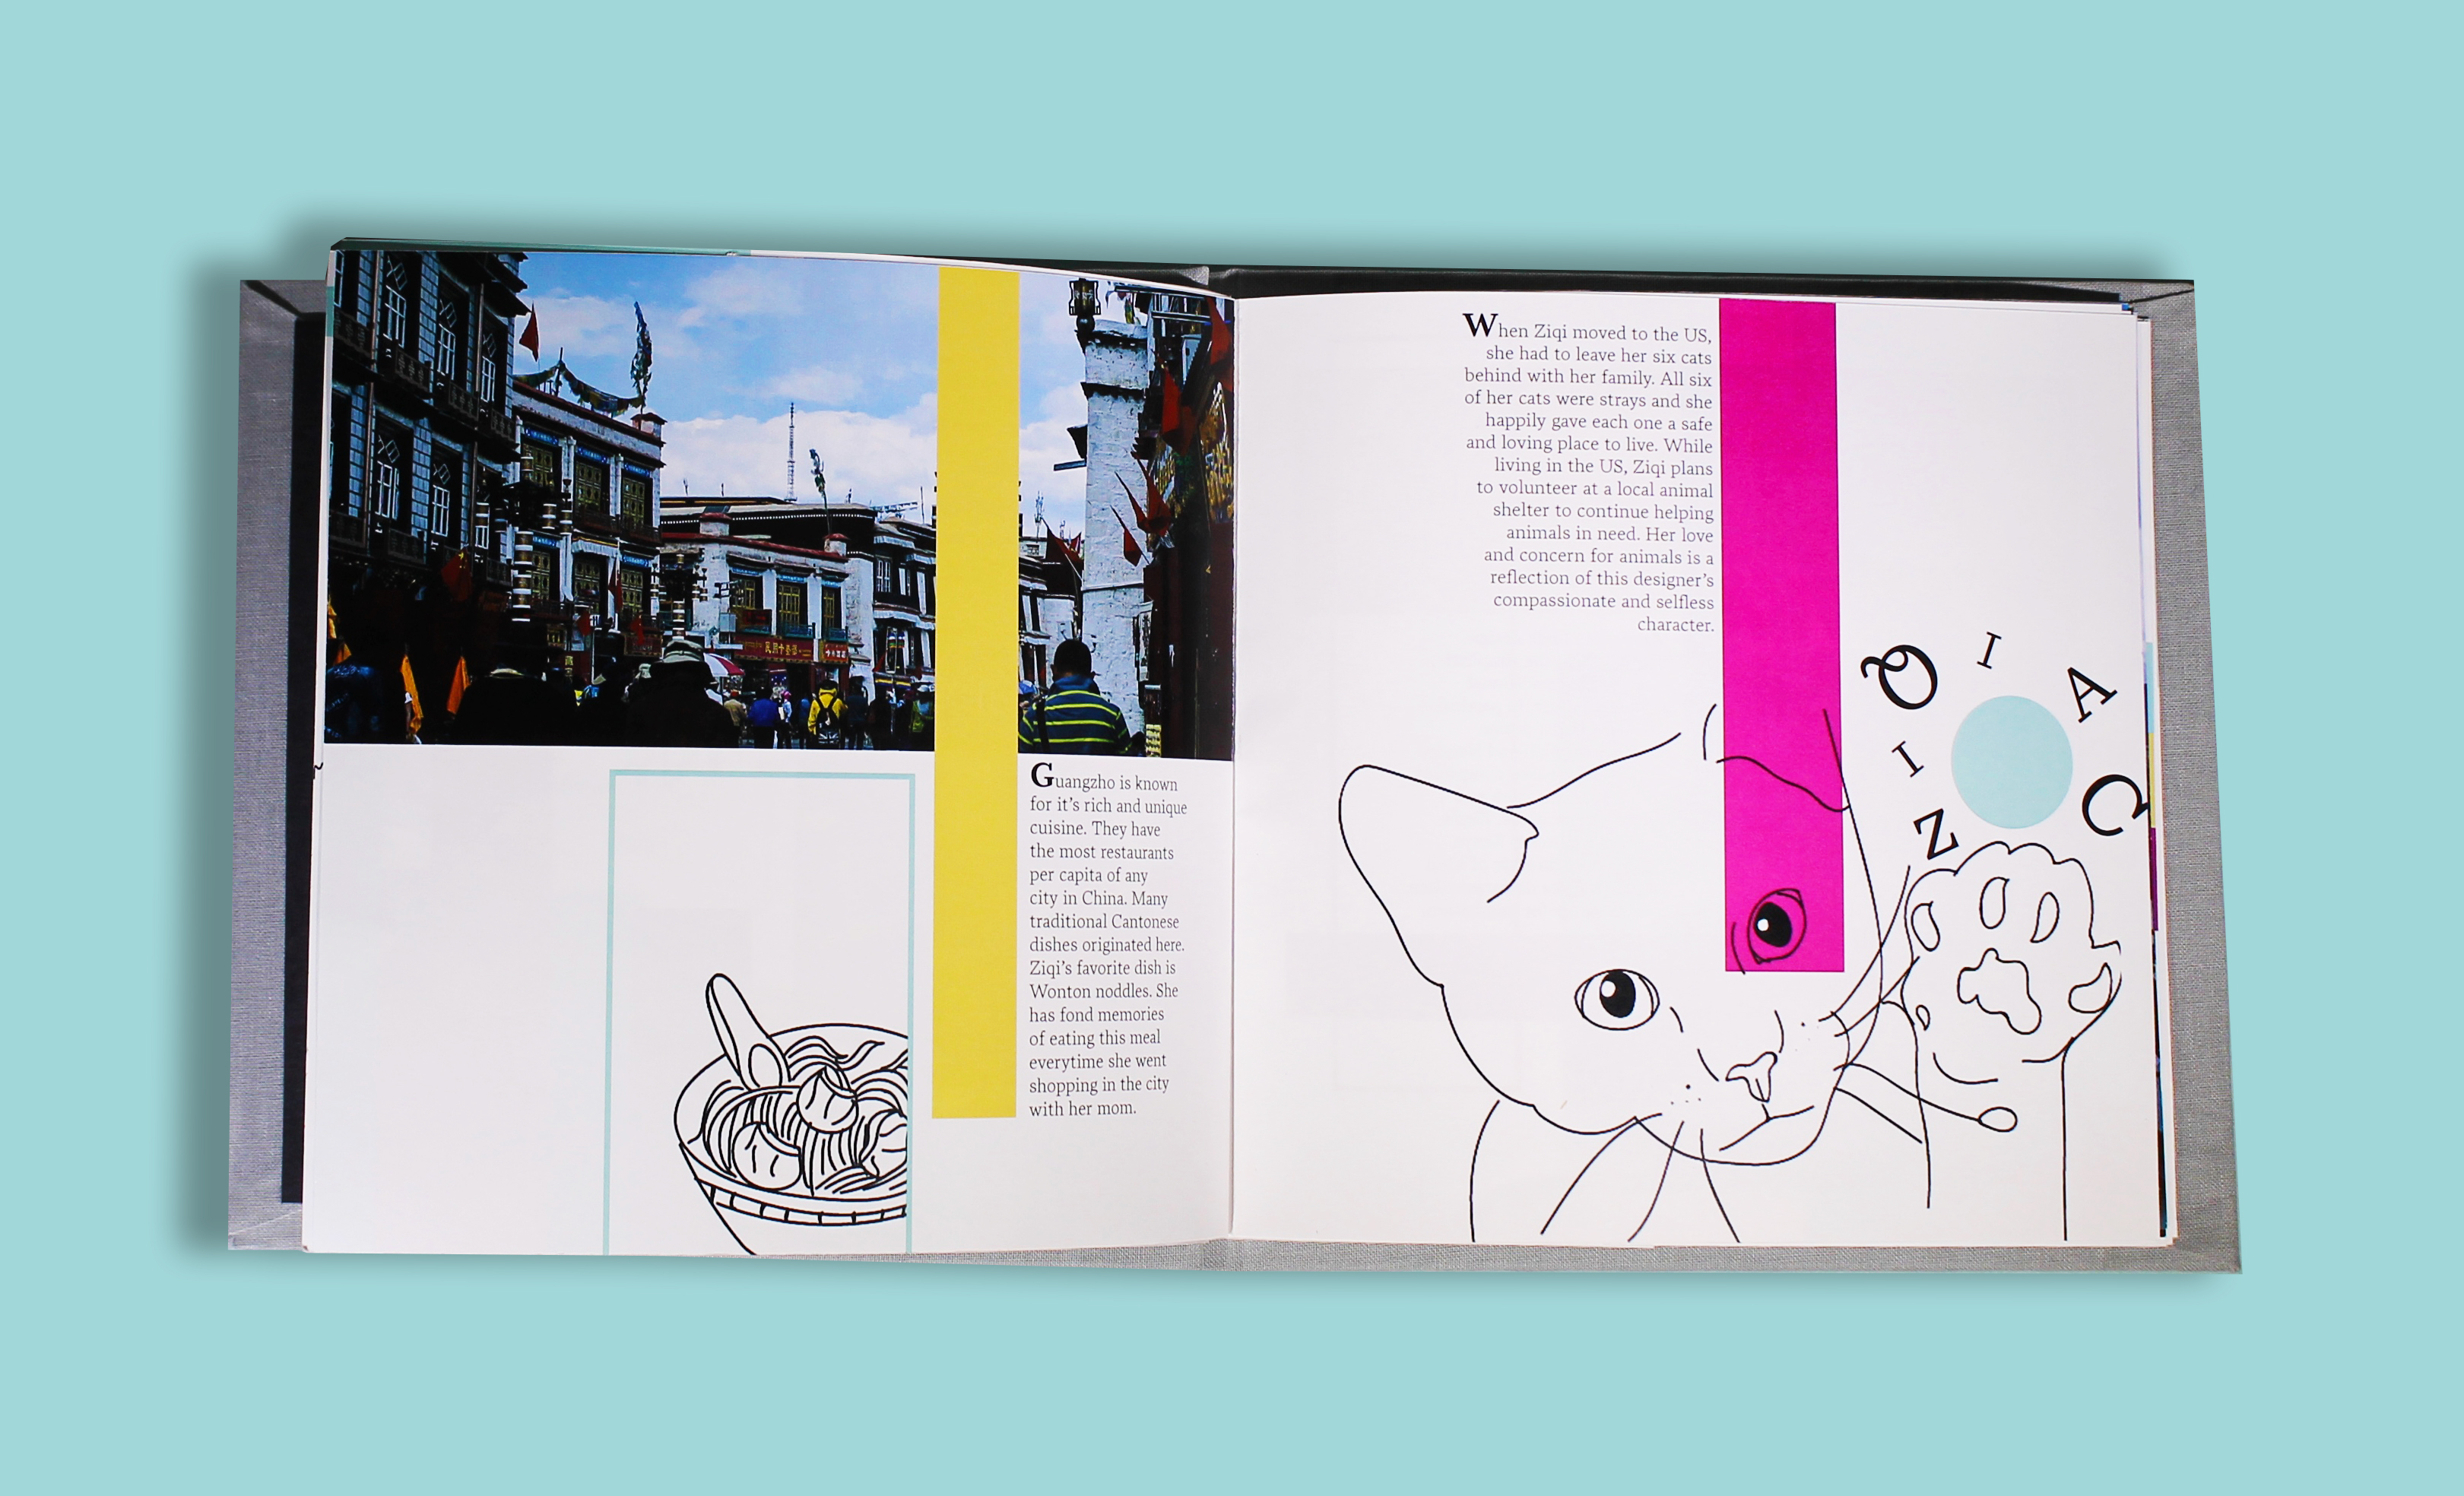 Guangzho is known
for it's rich and unique
cuisine. They have
the most restaurants
per capita of any
city in China. Many
traditional Cantonese
dishes originated here.
Ziqi's favorite dish is
Wonton noddles. She
has fond memories
of eating this meal
everytime she went
shopping in the city
with her mom.
When Ziqi moved to the US,
she had to leave her six cats
behind with her family. All six
of her cats were strays and she
happily gave each one a safe
and loving place to live. While
living in the US, Ziqi plans
to volunteer at a local animal
shelter to continue helping
animals in need. Her love
and concern for animals is a
reflection of this designer's
compassionate and selfless
character.
ZIQI
CAI